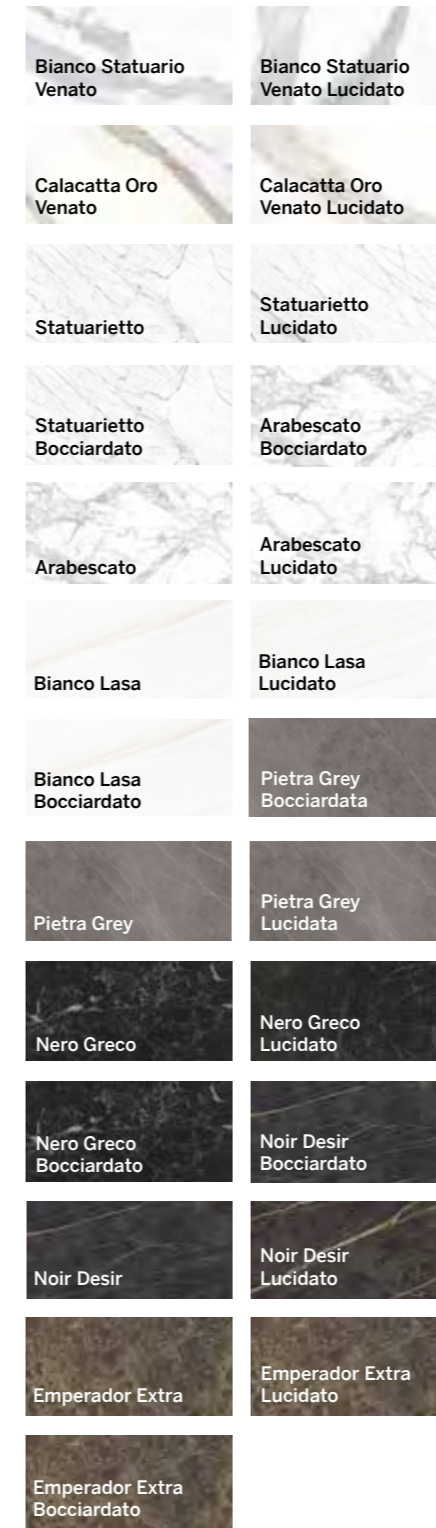 Bianco Statuario
Venato
Bianco Statuario
Venato Lucidato
Calacatta Oro
Venato
Calacatta Oro
Venato Lucidato
Statuarietto
Statuarietto
Lucidato
Statuarietto
Bocciardato
Arabescato
Bocciardato
Arabescato
Arabescato
Lucidato
Bianco Lasa
Bianco Lasa
Lucidato
Bianco Lasa
Bocciardato
Pietra Grey
Bocciardata
Pietra Grey
Pietra Grey
Lucidata
Nero Greco
Nero Greco
Lucidato
Nero Greco
Bocciardato
Noir Desir
Bocciardato
Noir Desir
Noir Desir
Lucidato
Emperador Extra
Emperador Extra
Lucidato
Emperador Extra
Bocciardato